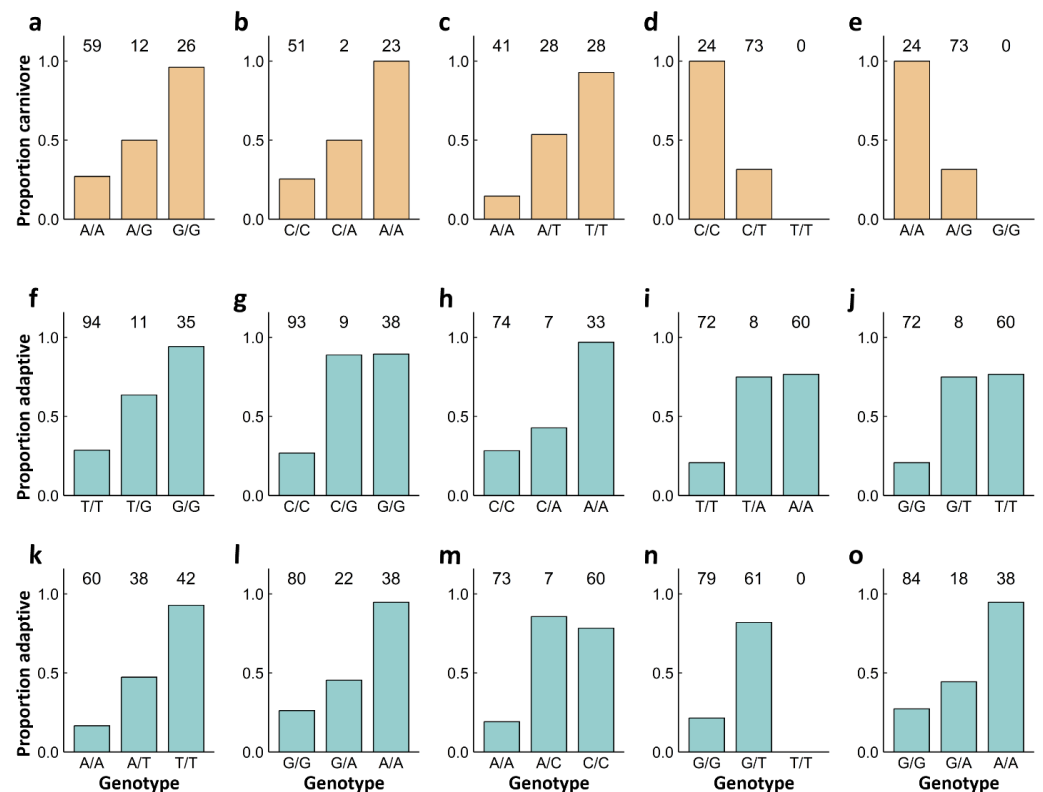 a b c d e
59 12 26 51 2 23 41 28 28 24 73 0 24 73 0
Proportion carnivore
1.0 1.0 1.0 1.0 1.0
0.5 0.5 0.5 0.5 0.5
0.0 0.0 0.0 0.0 0.0
A/A A/G G/G C/C C/A A/A A/A A/T T/T C/C C/T T/T A/A A/G G/G
f g h i j
94 11 35 93 9 38 74 7 33 72 8 60 72 8 60
Proportion adaptive
1.0 1.0 1.0 1.0 1.0
0.5 0.5 0.5 0.5 0.5
0.0 0.0 0.0 0.0 0.0
T/T T/G G/G C/C C/G G/G C/C C/A A/A T/T T/A A/A G/G G/T T/T
k l m n o
60 38 42 80 22 38 73 7 60 79 61 0 84 18 38
Proportion adaptive
1.0 1.0 1.0 1.0 1.0
0.5 0.5 0.5 0.5 0.5
0.0 0.0 0.0 0.0 0.0
A/A A/T T/T G/G G/A A/A A/A A/C C/C G/G G/T T/T G/G G/A A/A
Genotype Genotype Genotype Genotype Genotype